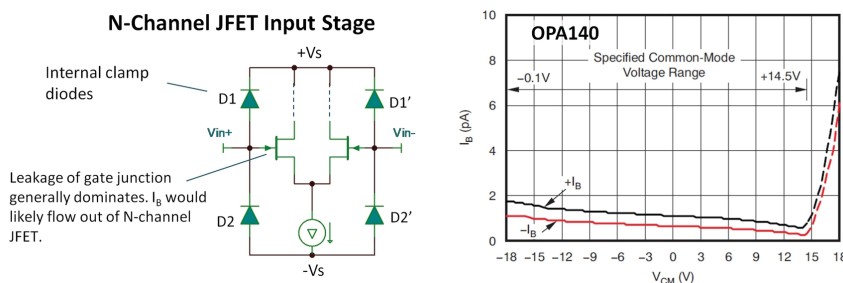 N-Channel JFET Input Stage
+Vs
Internal clamp
diodes
D1
D1'
Vin+
Vin-
Leakage of gate junction
generally dominates. IB would
likely flow out of N-channel
JFET.
D2
D2'
-Vs
OPA140
Specified Common-Mode
Voltage Range
−0.1V
+14.5V
IB (pA)
10
8
6
4
2
0
+IB
−IB
−18 −15 −12 −9 −6 −3 0 3 6 9 12 15 18
VCM (V)